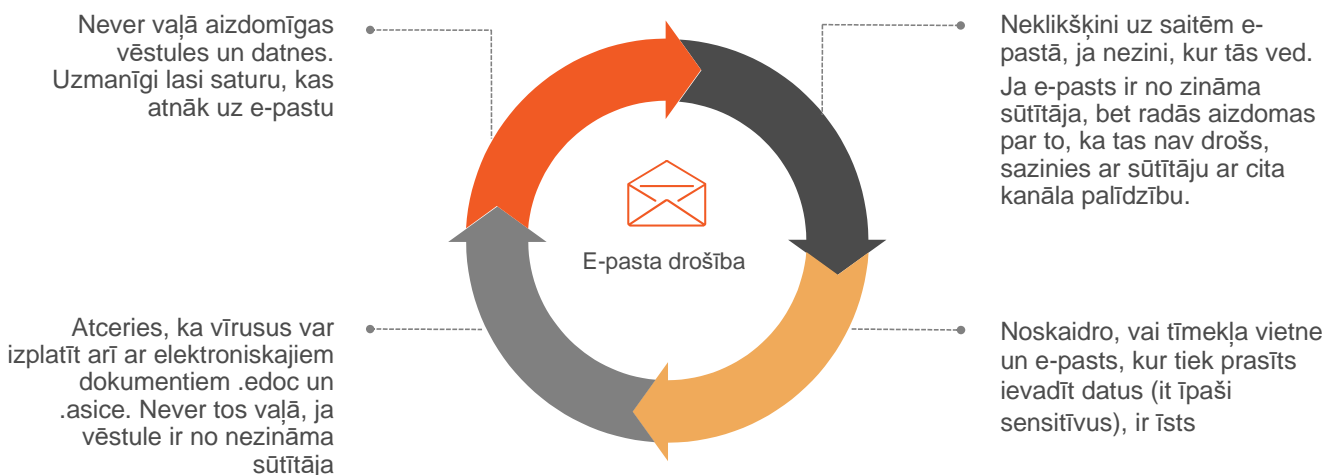 Never vaļā aizdomīgas
vēstules un datnes.
Uzmanīgi lasi saturu, kas
atnāk uz e-pastu
Neklikšķini uz saitēm e-
pastā, ja nezini, kur tās ved.
Ja e-pasts ir no zināma
sūtītāja, bet radās aizdomas
par to, ka tas nav drošs,
sazinies ar sūtītāju ar cita
kanāla palīdzību.
E-pasta drošība
Atceries, ka vīrusus var
izplatīt arī ar elektroniskajiem
dokumentiem .edoc un
.asice. Never tos vaļā, ja
vēstule ir no nezināma
sūtītāja
Noskaidro, vai tīmekļa vietne
un e-pasts, kur tiek prasīts
ievadīt datus (it īpaši
sensitīvus), ir īsts